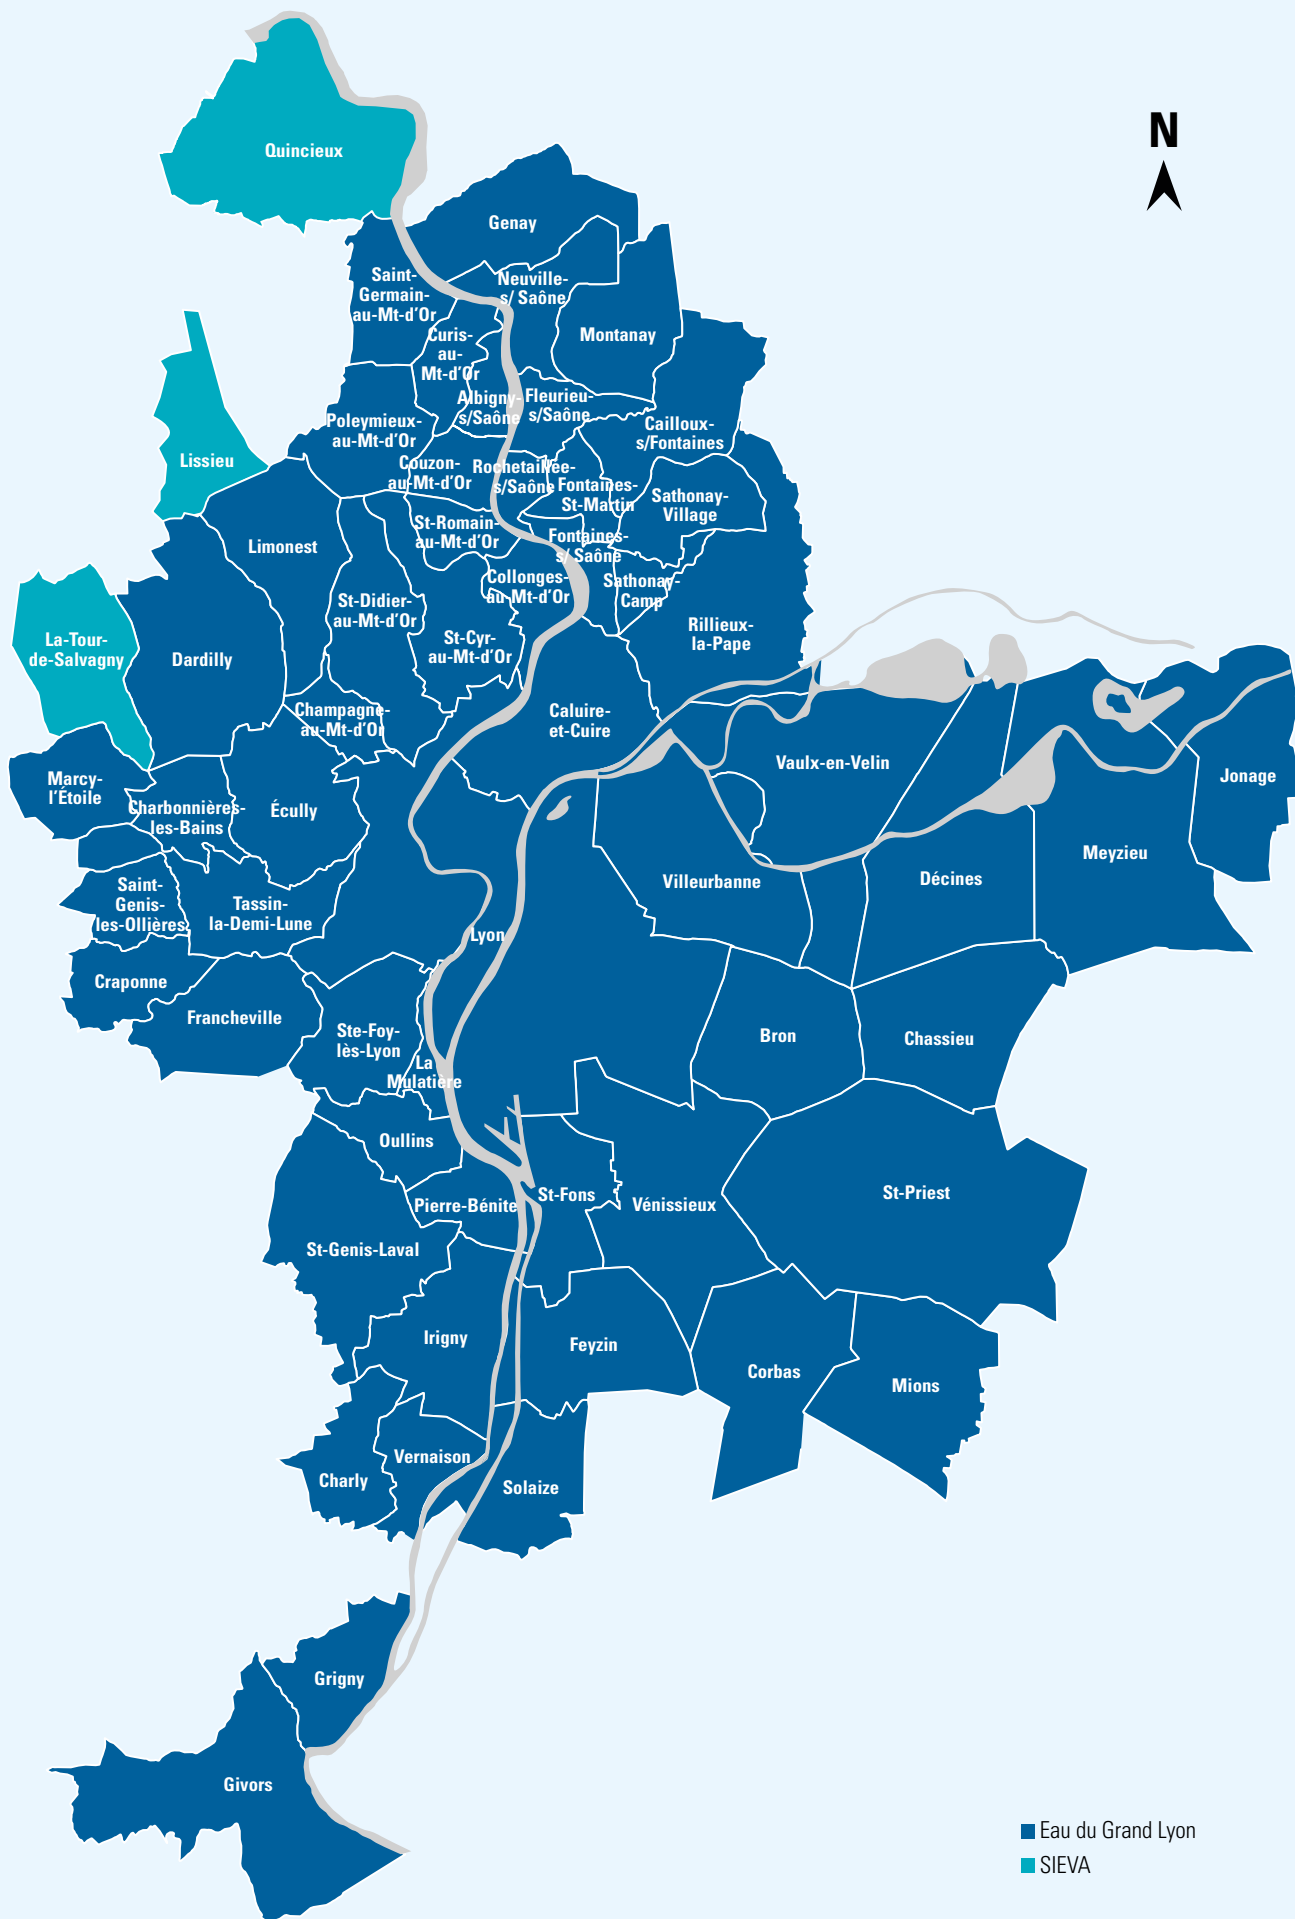 N
Quincieux
Genay
Saint-
Germain-
au-Mt-d'Or
Neuville-
s/ Saône
Montanay
Curis-
au-
Mt-d'Or
Albigny-
s/Saône
Fleurieu-
s/Saône
Poleymieux-
au-Mt-d'Or
Cailloux-
s/Fontaines
Lissieu
Couzon-
au-Mt-d'Or
Rochetaillée-
s/Saône
Fontaines-
St-Martin
Sathonay-
Village
Limonest
St-Romain-
au-Mt-d'Or
Fontaines-
s/ Saône
Collonges-
au-Mt-d'Or
Sathonay-
Camp
St-Didier-
au-Mt-d'Or
Rillieux-
la-Pape
La-Tour-
de-Salvagny
Dardilly
St-Cyr-
au-Mt-d'Or
Champagne-
au-Mt-d'Or
Caluire-
et-Cuire
Vaulx-en-Velin
Jonage
Marcy-
l'Étoile
Charbonnières-
les-Bains
Écully
Meyzieu
Villeurbanne
Décines
Saint-
Genis-
les-Ollières
Tassin-
la-Demi-Lune
Lyon
Craponne
Francheville
Ste-Foy-
lès-Lyon
Bron
Chassieu
La
Mulatière
Oullins
Pierre-Bénite
St-Fons
Vénissieux
St-Priest
St-Genis-Laval
Irigny
Feyzin
Corbas
Mions
Vernaison
Charly
Solaize
Grigny
Givors
Eau du Grand Lyon
SIEVA